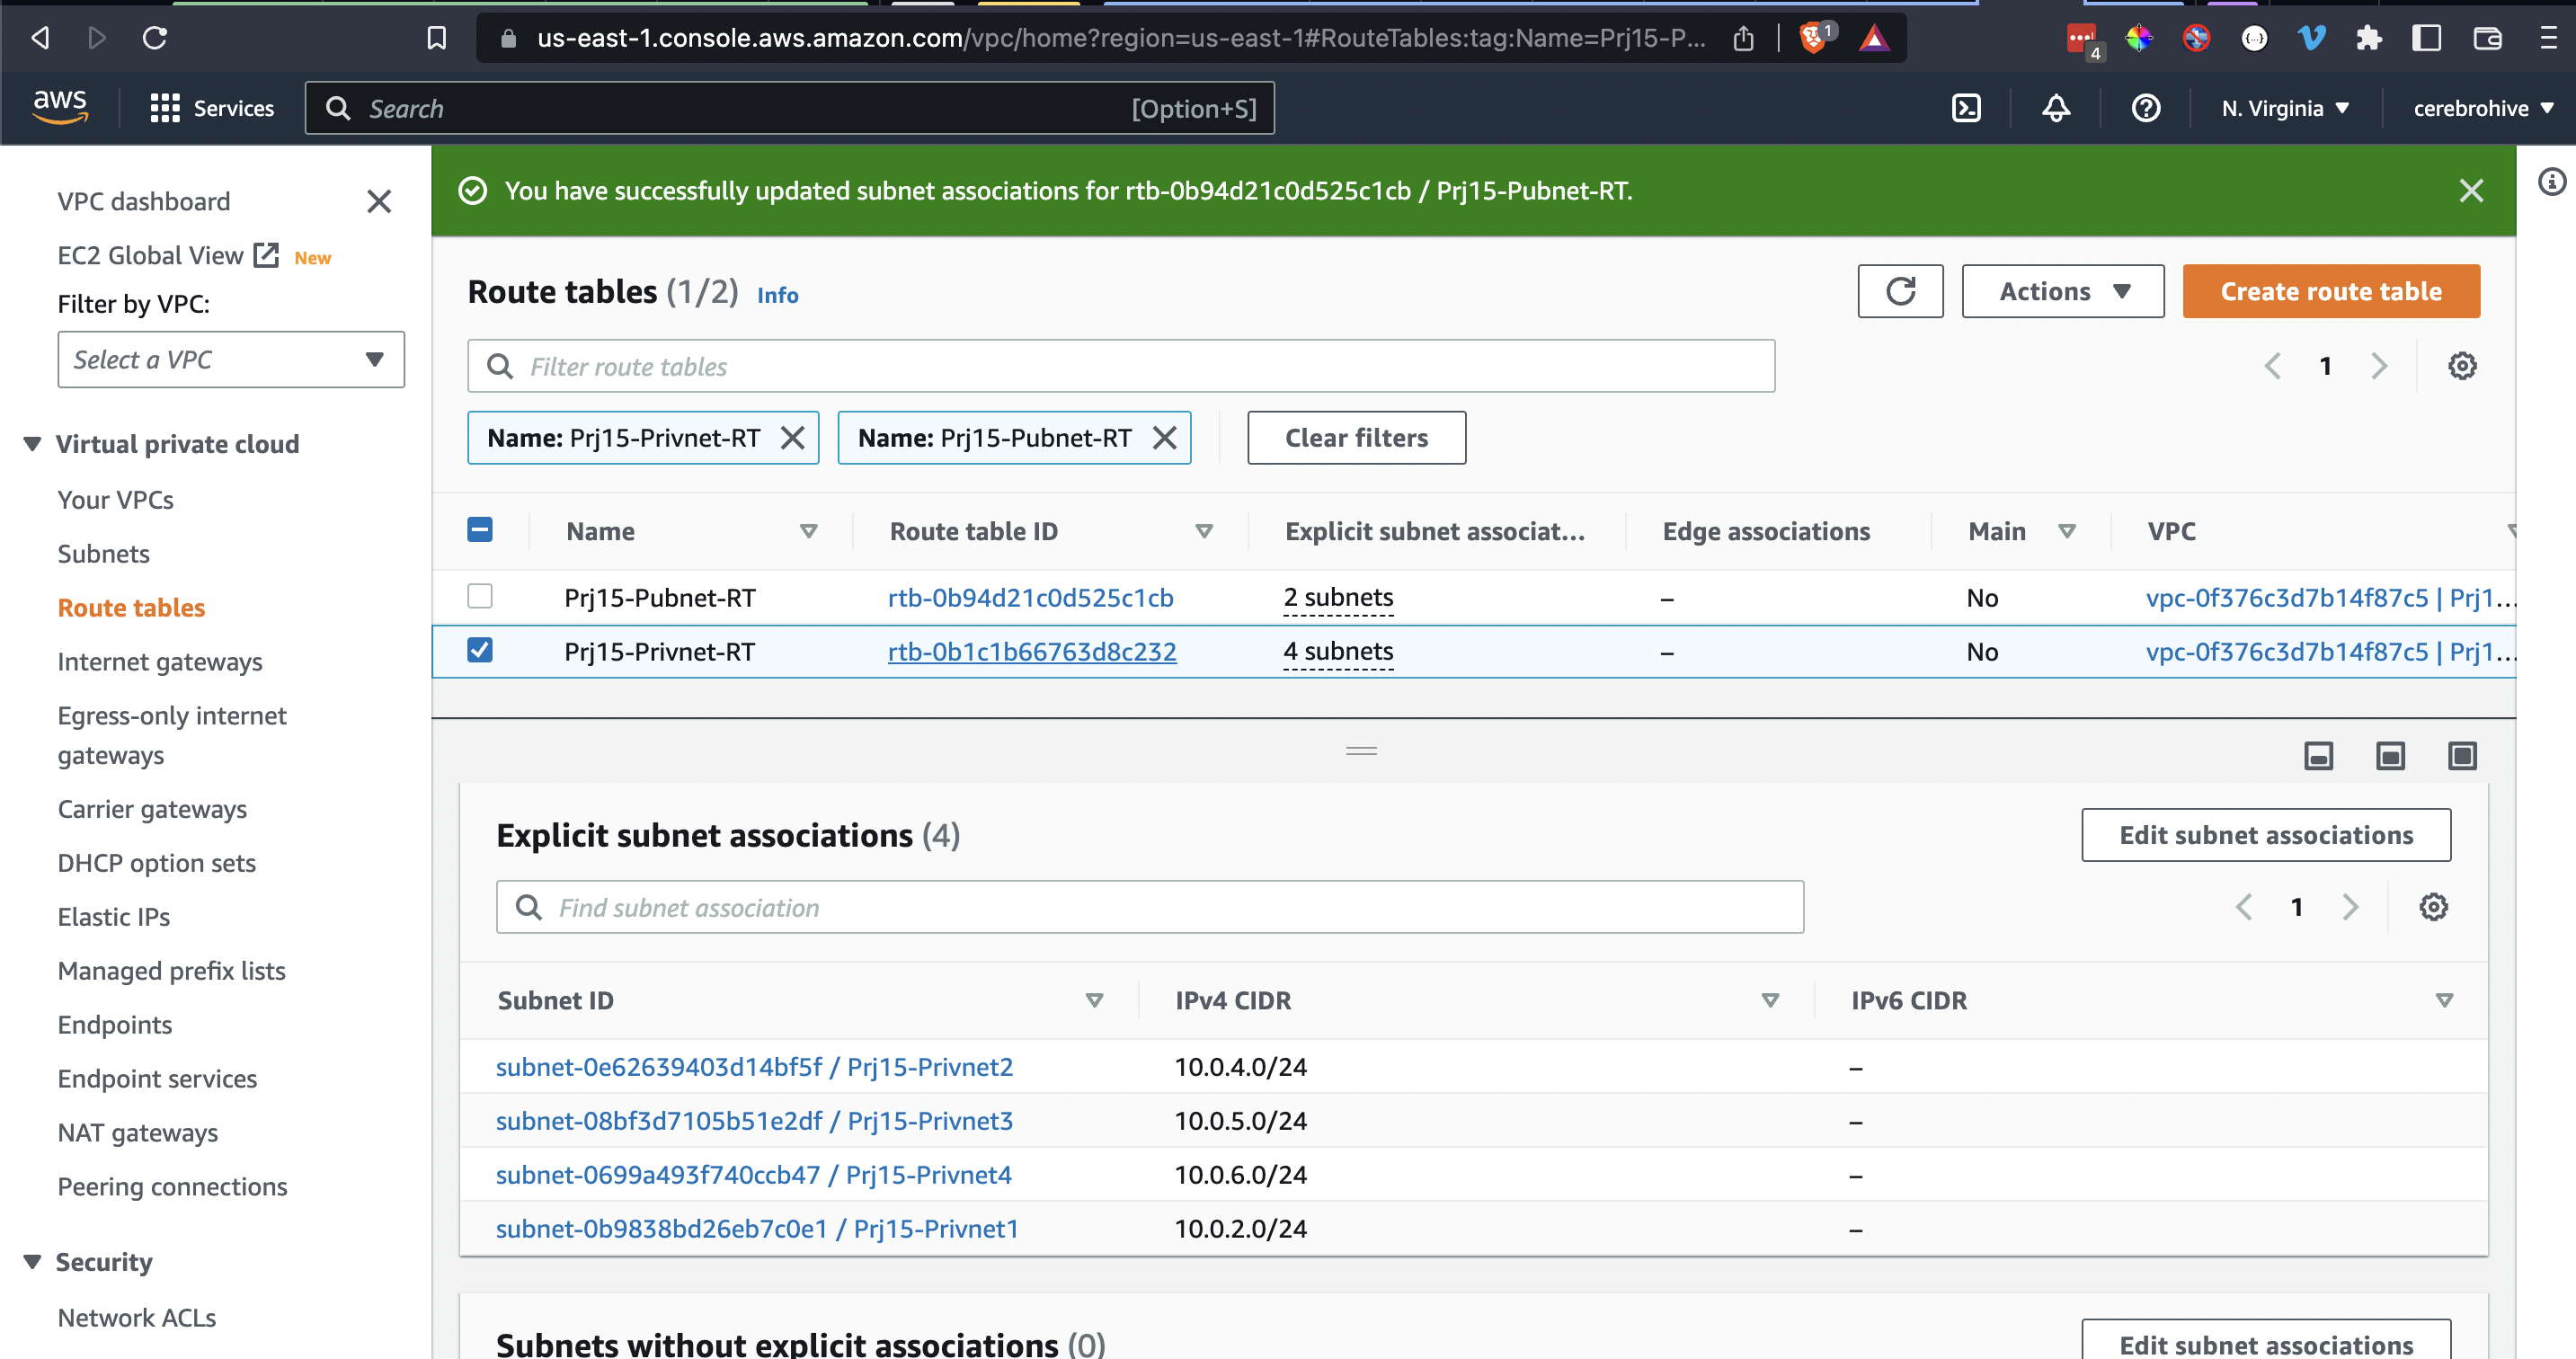 us-east-1.console.aws.amazon.com/vpc/home?region=us-east-1#RouteTables:tag:Name=Prj15-P...
1
4
aws
Services
Search
[Option+S]
N. Virginia
cerebrohive
VPC dashboard
EC2 Global View
New
Filter by VPC:
Select a VPC
Virtual private cloud
Your VPCs
Subnets
Route tables
Internet gateways
Egress-only internet
gateways
Carrier gateways
DHCP option sets
Elastic IPs
Managed prefix lists
Endpoints
Endpoint services
NAT gateways
Peering connections
Security
Network ACLs
You have successfully updated subnet associations for rtb-0b94d21c0d525c1cb / Prj15-Pubnet-RT.
Route tables (1/2) Info
Actions
Create route table
Filter route tables
1
Name: Prj15-Privnet-RT
Name: Prj15-Pubnet-RT
Clear filters
Name Route table ID Explicit subnet associat... Edge associations Main VPC
Prj15-Pubnet-RT rtb-0b94d21c0d525c1cb 2 subnets – No vpc-0f376c3d7b14f87c5 | Prj1...
Prj15-Privnet-RT rtb-0b1c1b66763d8c232 4 subnets – No vpc-0f376c3d7b14f87c5 | Prj1...
Explicit subnet associations (4)
Edit subnet associations
Find subnet association
1
Subnet ID IPv4 CIDR IPv6 CIDR
subnet-0e62639403d14bf5f / Prj15-Privnet2 10.0.4.0/24 –
subnet-08bf3d7105b51e2df / Prj15-Privnet3 10.0.5.0/24 –
subnet-0699a493f740ccb47 / Prj15-Privnet4 10.0.6.0/24 –
subnet-0b9838bd26eb7c0e1 / Prj15-Privnet1 10.0.2.0/24 –
Subnets without explicit associations (0)
Edit subnet associations